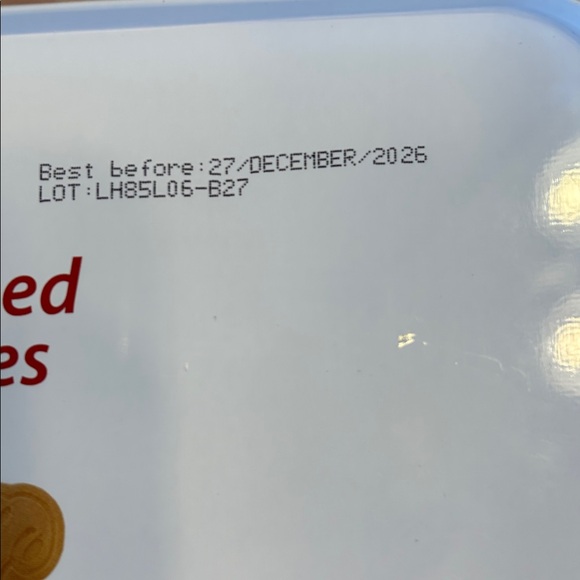 Best before:27/DECEMBER/2026
LOT:LH85L06-B27
ed
es